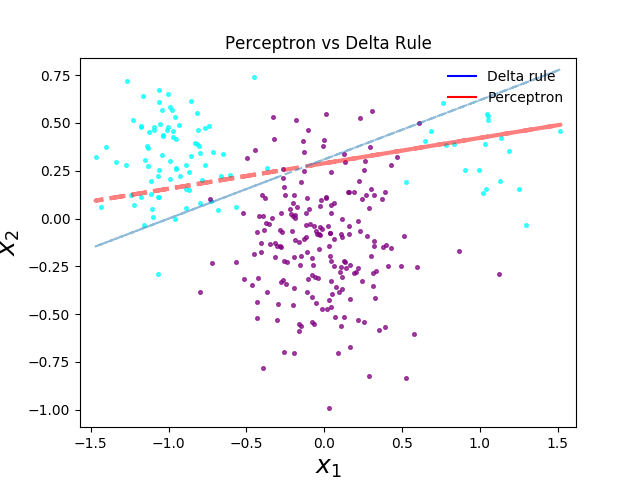 Perceptron vs Delta Rule
Delta rule
Perceptron
0.75
0.50
0.25
0.00
−0.25
−0.50
−0.75
−1.00
x₂
−1.5 −1.0 −0.5 0.0 0.5 1.0 1.5
x₁